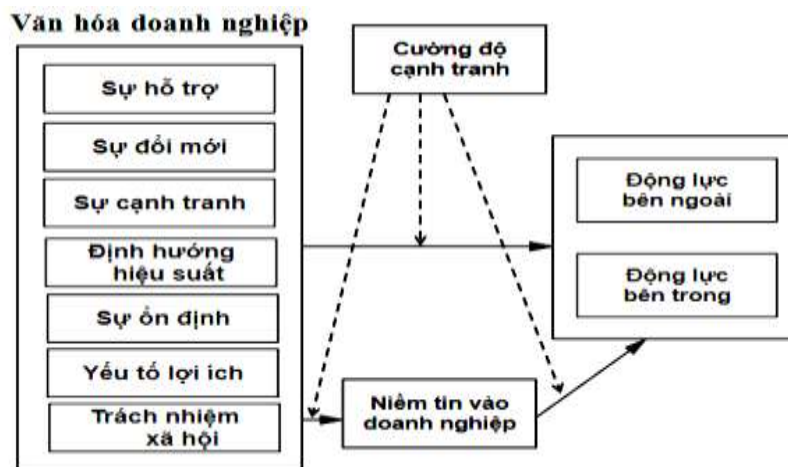 Văn hóa doanh nghiệp
Sự hỗ trợ
Sự đổi mới
Sự cạnh tranh
Định hướng
hiệu suất
Sự ổn định
Yếu tố lợi ích
Trách nhiệm
xã hội
Cường độ
cạnh tranh
Niềm tin vào
doanh nghiệp
Động lực
bên ngoài
Động lực
bên trong